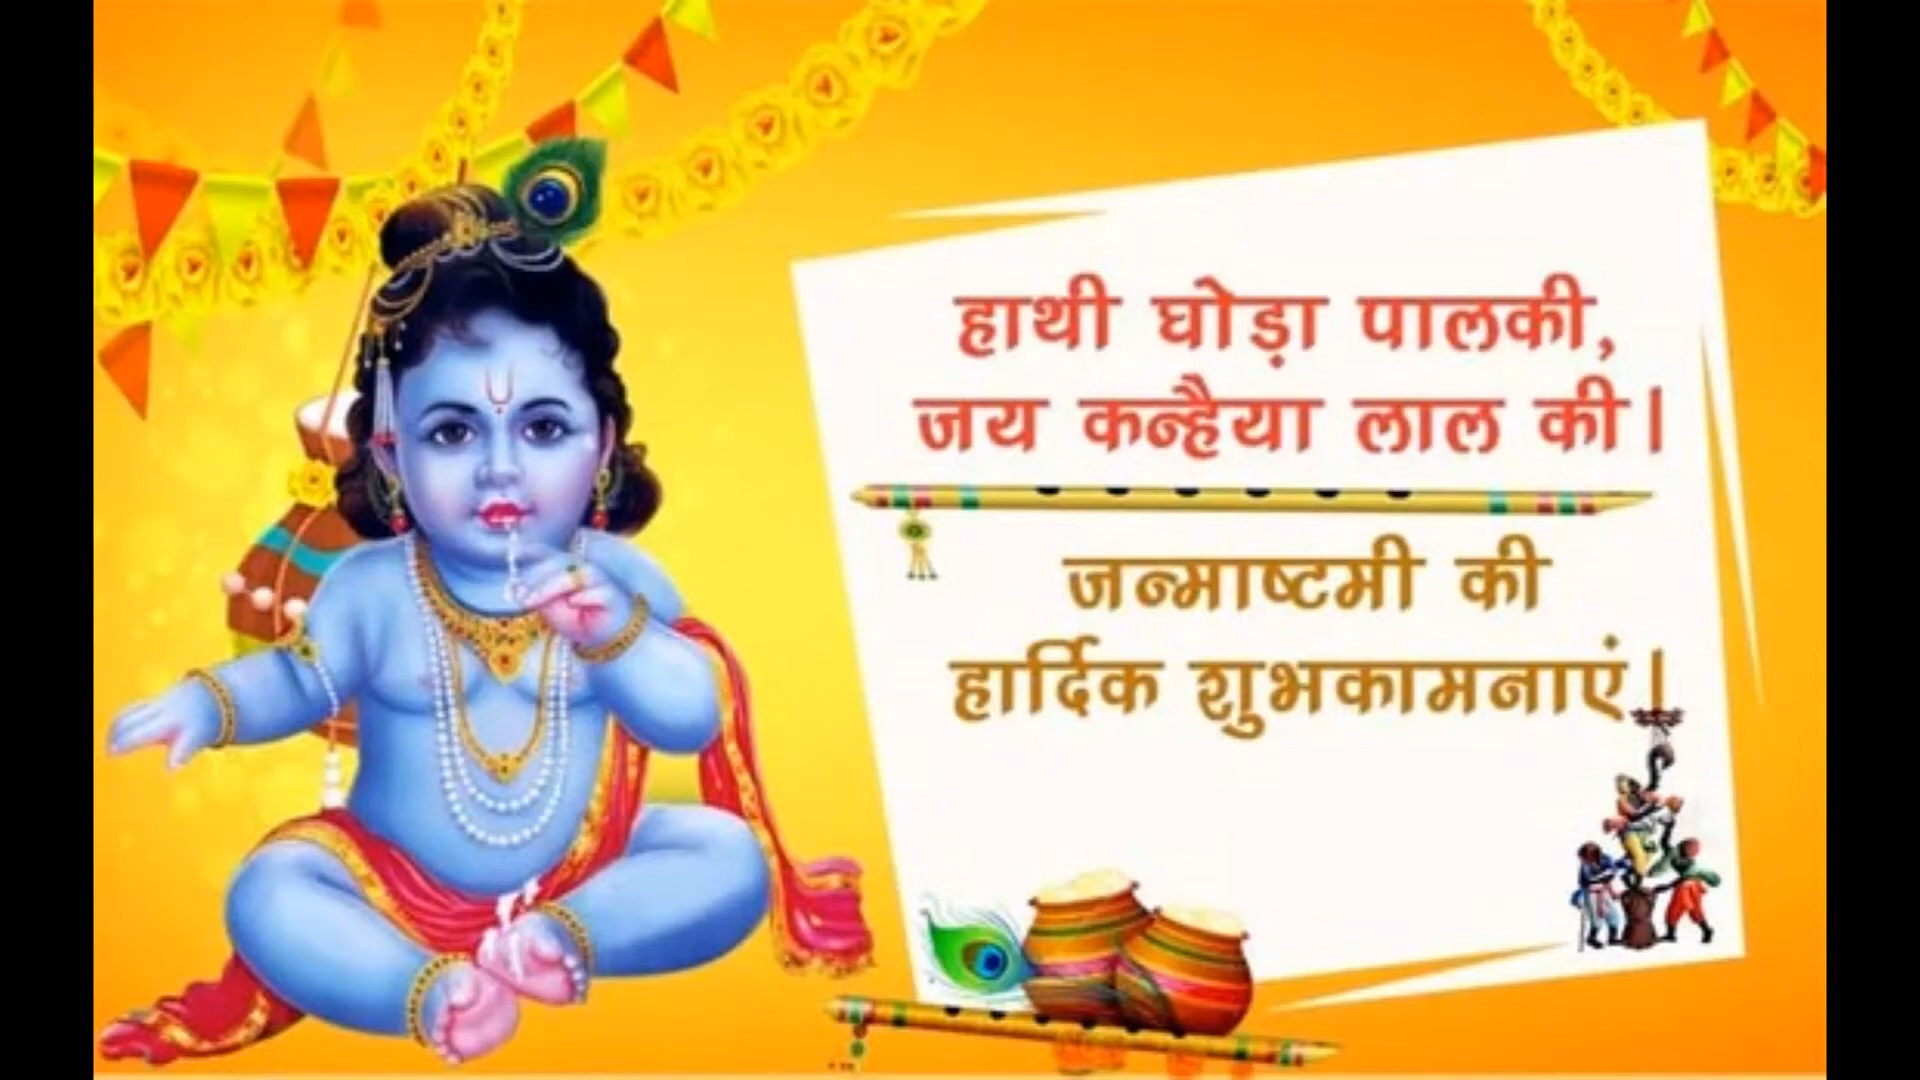 हाथी घोड़ा पालकी,
जय कन्हैया लाल की।
जन्माष्टमी की
हार्दिक शुभकामनाएं।